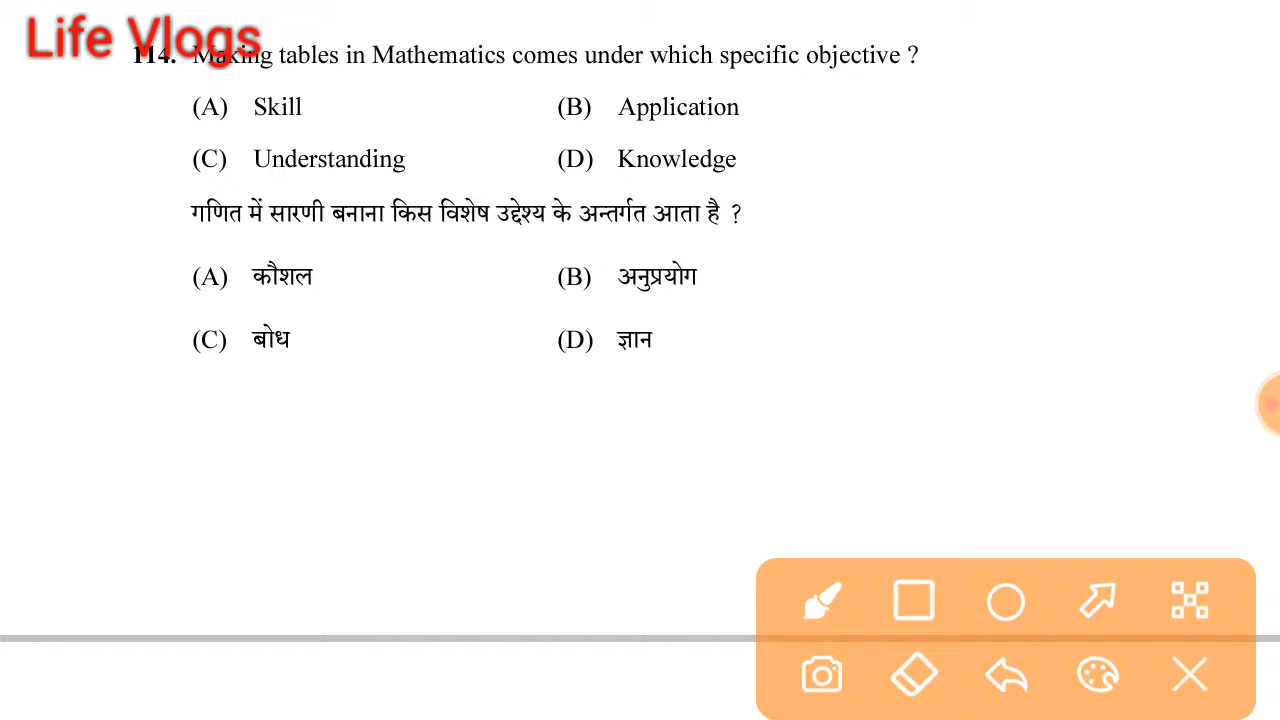 Life Vlogs
114. Making tables in Mathematics comes under which specific objective ?
(A) Skill (B) Application
(C) Understanding (D) Knowledge
गणित में सारणी बनाना किस विशेष उद्देश्य के अन्तर्गत आता है ?
(A) कौशल (B) अनुप्रयोग
(C) बोध (D) ज्ञान